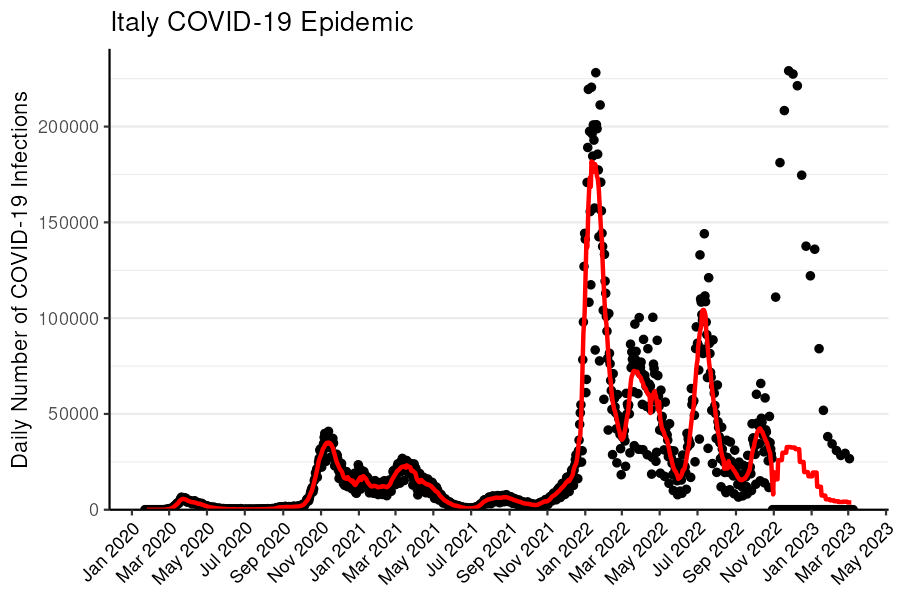 Italy COVID-19 Epidemic
Daily Number of COVID-19 Infections
200000
150000
100000
50000
0
Jan 2020
Mar 2020
May 2020
Jul 2020
Sep 2020
Nov 2020
Jan 2021
Mar 2021
May 2021
Jul 2021
Sep 2021
Nov 2021
Jan 2022
Mar 2022
May 2022
Jul 2022
Sep 2022
Nov 2022
Jan 2023
Mar 2023
May 2023